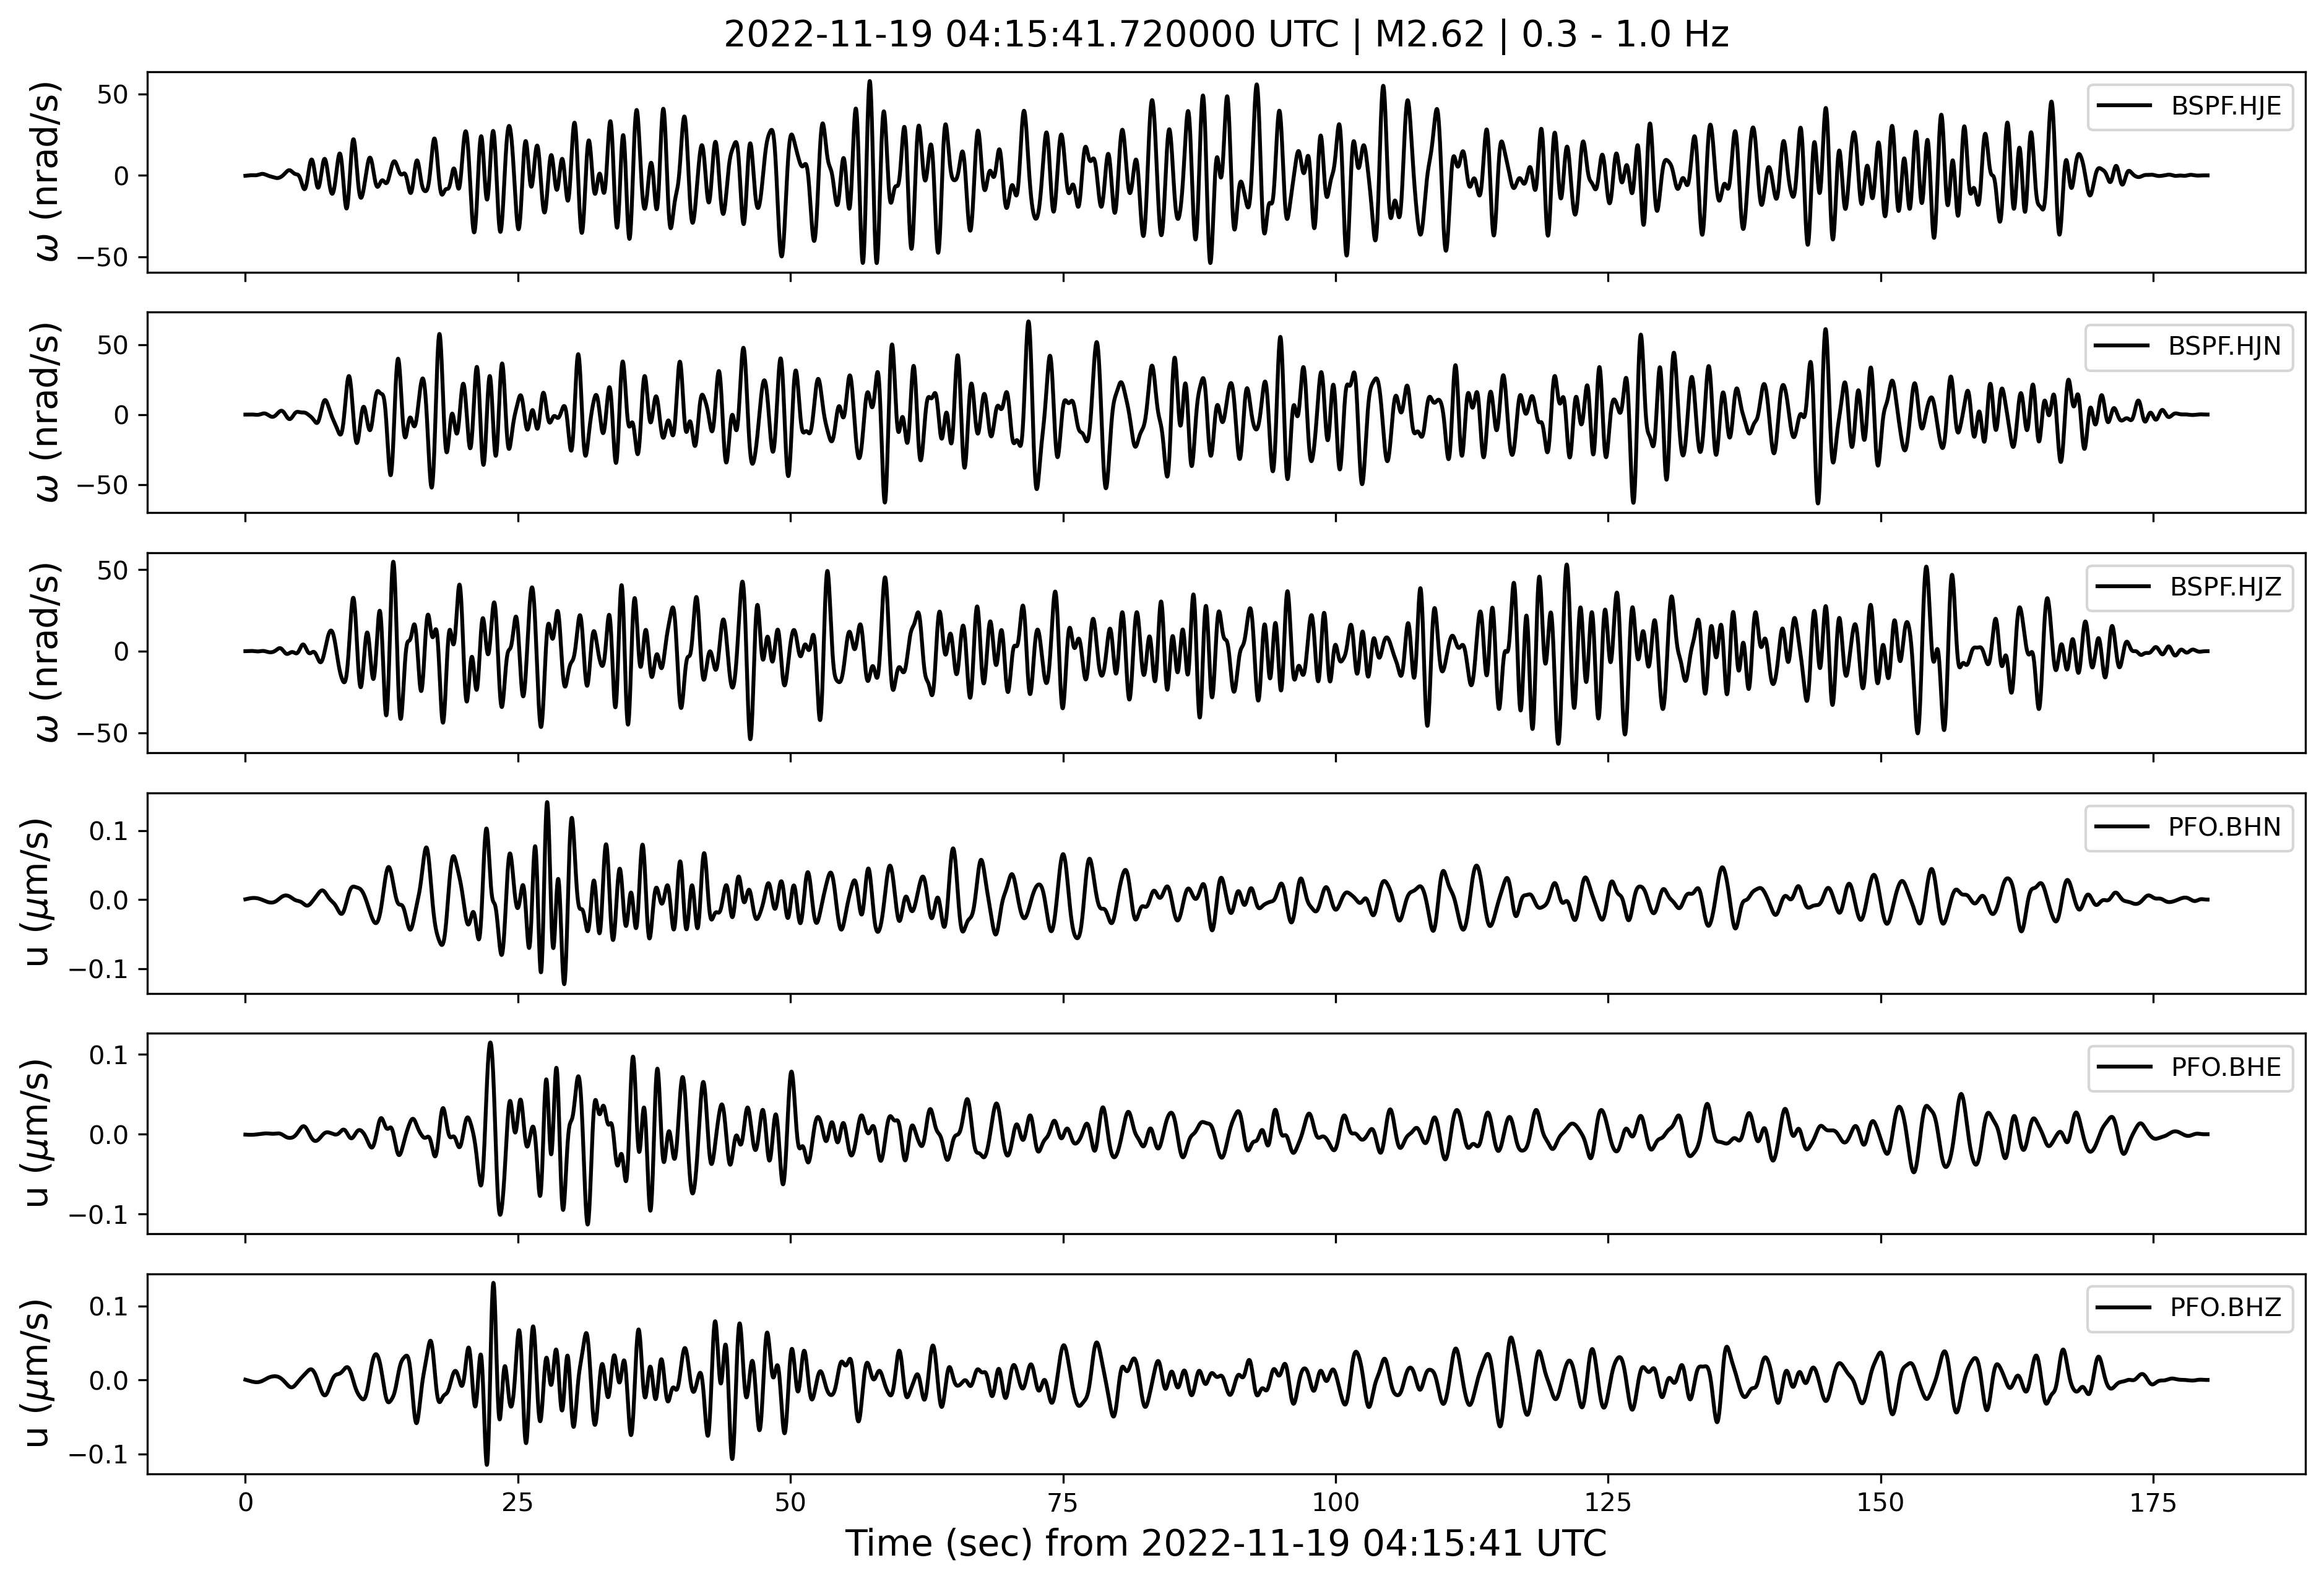 2022-11-19 04:15:41.720000 UTC | M2.62 | 0.3 - 1.0 Hz
ω (nrad/s)
50
0
−50
BSPF.HJE
ω (nrad/s)
50
0
−50
BSPF.HJN
ω (nrad/s)
50
0
−50
BSPF.HJZ
u (μm/s)
0.1
0.0
−0.1
PFO.BHN
u (μm/s)
0.1
0.0
−0.1
PFO.BHE
u (μm/s)
0.1
0.0
−0.1
PFO.BHZ
0 25 50 75 100 125 150 175
Time (sec) from 2022-11-19 04:15:41 UTC